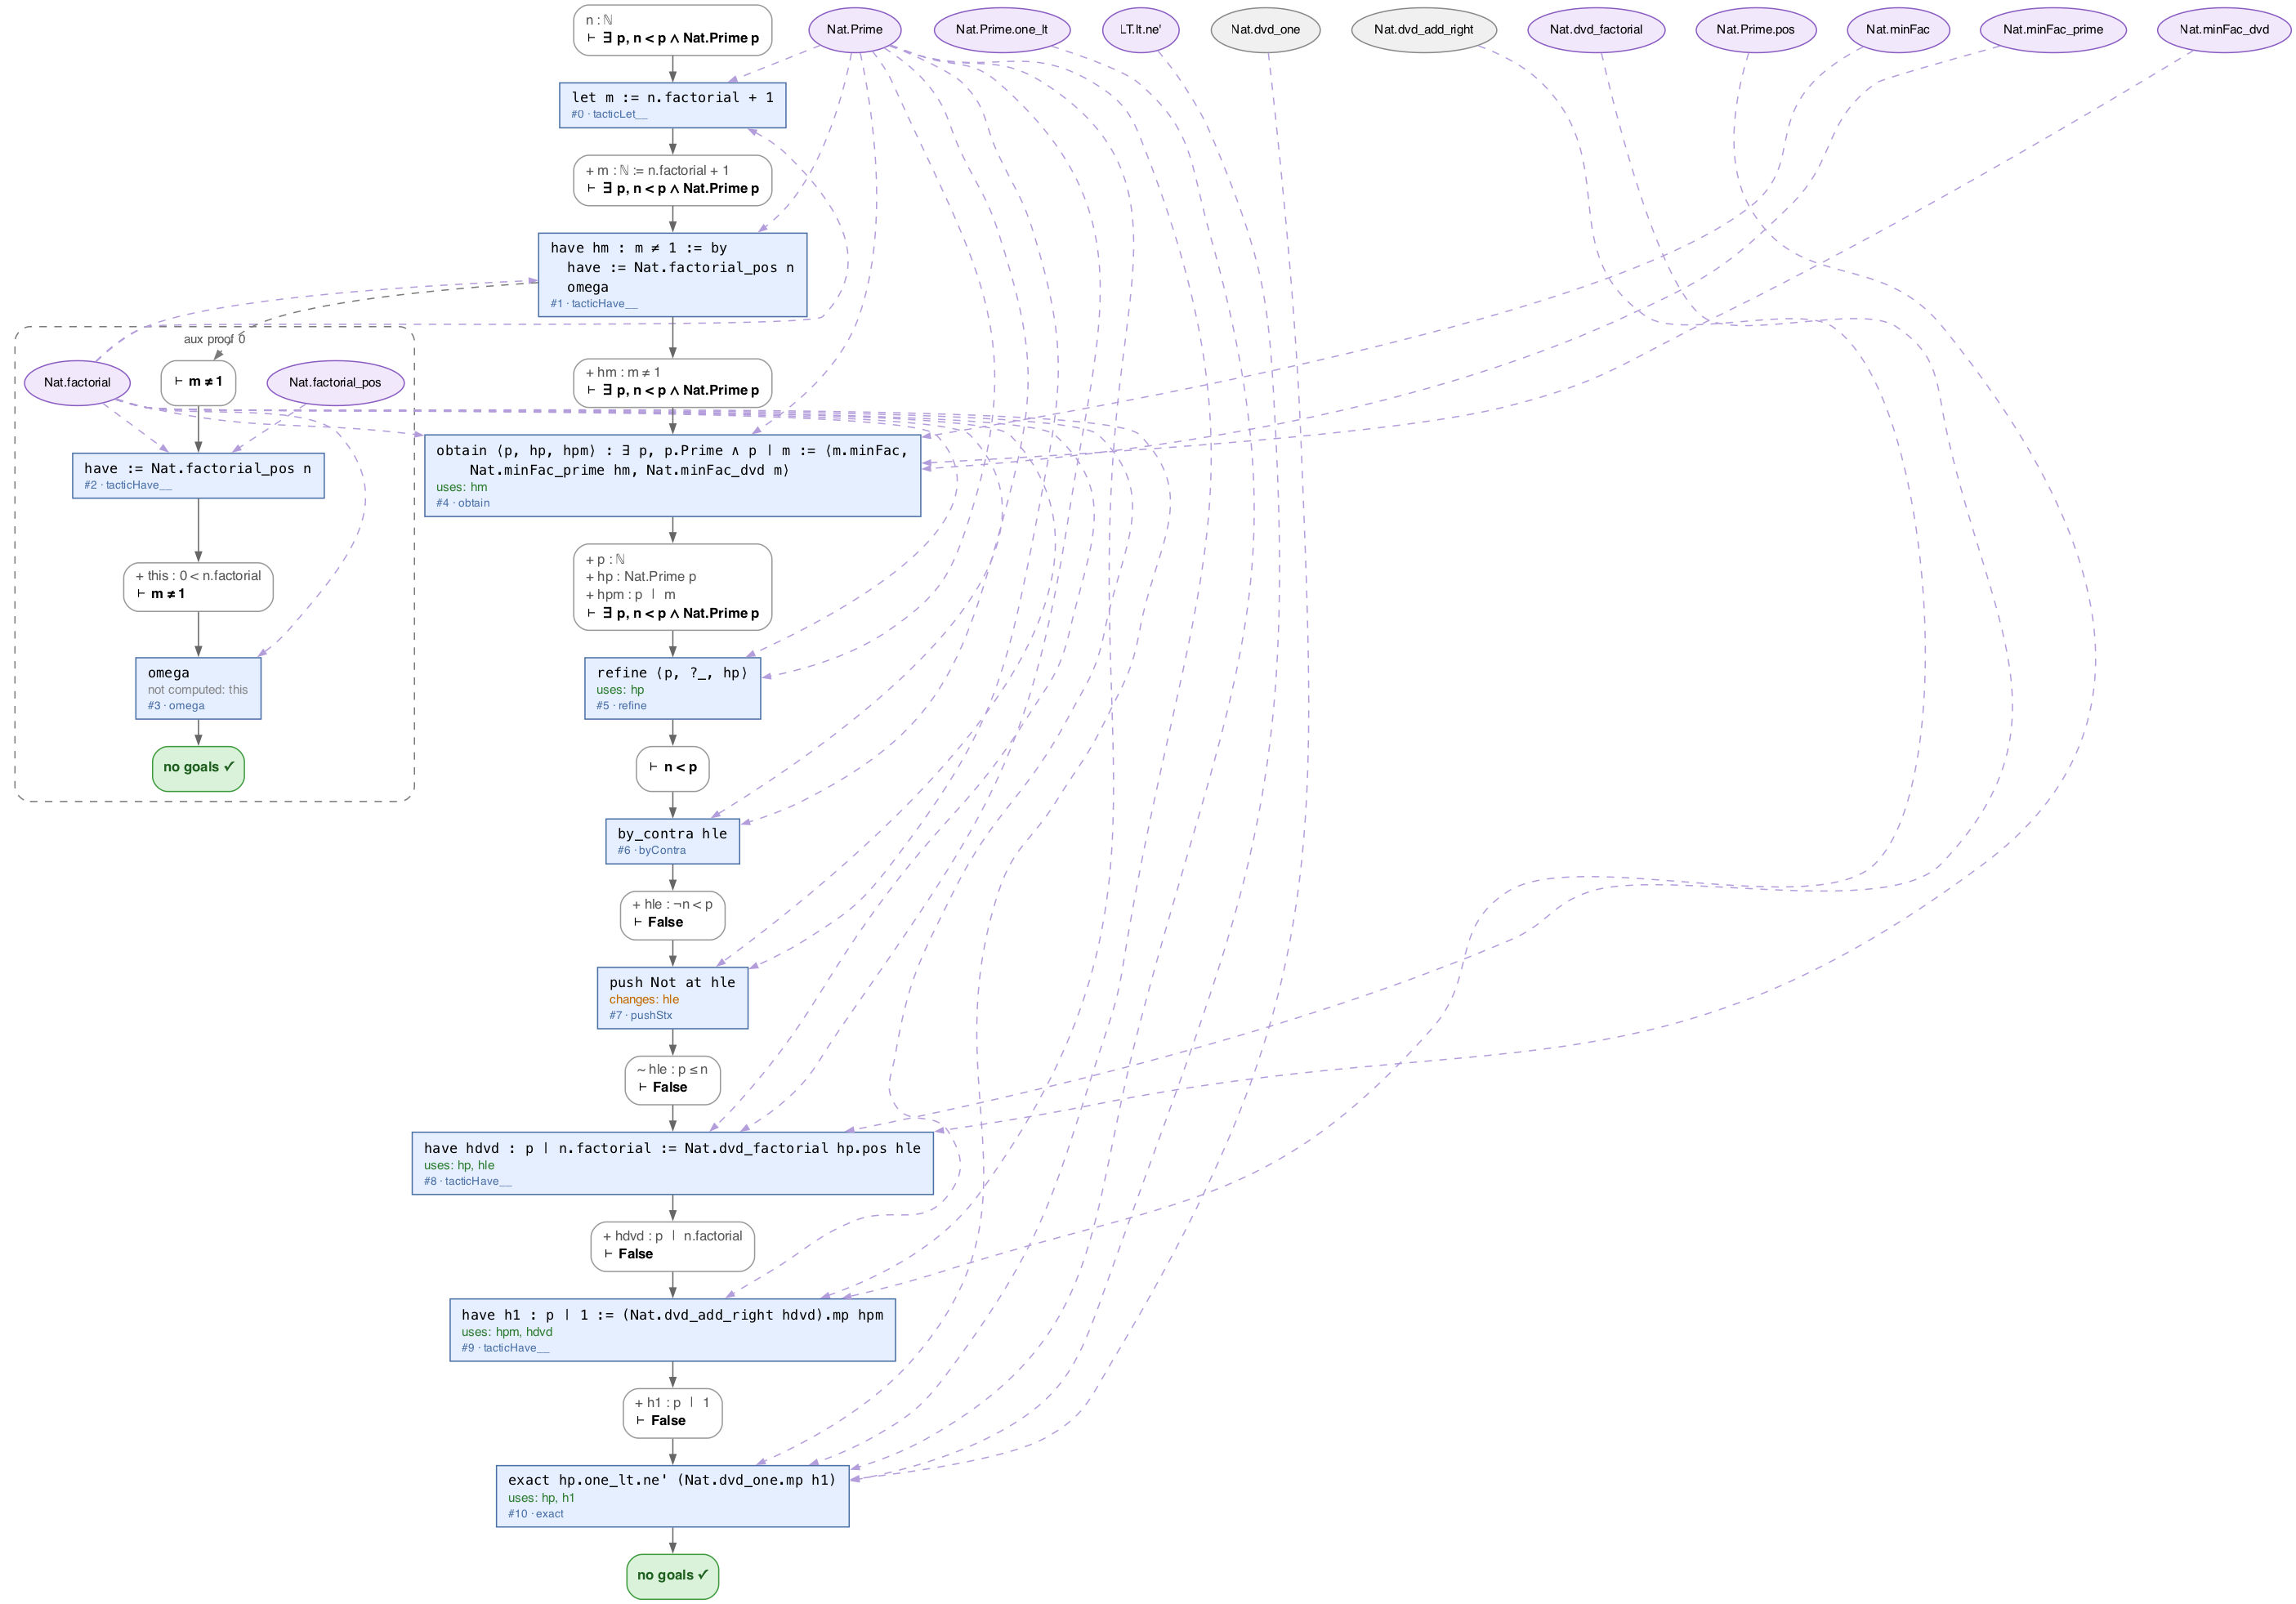 n : ℕ
⊢ ∃ p, n < p ∧ Nat.Prime p
Nat.Prime
Nat.Prime.one_lt
LT.lt.ne'
Nat.dvd_one
Nat.dvd_add_right
Nat.dvd_factorial
Nat.Prime.pos
Nat.minFac
Nat.minFac_prime
Nat.minFac_dvd
let m := n.factorial + 1
#0 · tacticLet__
+ m : ℕ := n.factorial + 1
⊢ ∃ p, n < p ∧ Nat.Prime p
have hm : m ≠ 1 := by
have := Nat.factorial_pos n
omega
#1 · tacticHave__
aux proof 0
Nat.factorial
⊢ m ≠ 1
Nat.factorial_pos
+ hm : m ≠ 1
⊢ ∃ p, n < p ∧ Nat.Prime p
have := Nat.factorial_pos n
#2 · tacticHave__
obtain ⟨p, hp, hpm⟩ : ∃ p, p.Prime ∧ p ∣ m := ⟨m.minFac,
Nat.minFac_prime hm, Nat.minFac_dvd m⟩
uses: hm
#4 · obtain
+ this : 0 < n.factorial
⊢ m ≠ 1
+ p : ℕ
+ hp : Nat.Prime p
+ hpm : p ∣ m
⊢ ∃ p, n < p ∧ Nat.Prime p
omega
not computed: this
#3 · omega
refine ⟨p, ?_, hp⟩
uses: hp
#5 · refine
no goals ✓
⊢ n < p
by_contra hle
#6 · byContra
+ hle : ¬n < p
⊢ False
push Not at hle
changes: hle
#7 · pushStx
~ hle : p ≤ n
⊢ False
have hdvd : p ∣ n.factorial := Nat.dvd_factorial hp.pos hle
uses: hp, hle
#8 · tacticHave__
+ hdvd : p ∣ n.factorial
⊢ False
have h1 : p ∣ 1 := (Nat.dvd_add_right hdvd).mp hpm
uses: hpm, hdvd
#9 · tacticHave__
+ h1 : p ∣ 1
⊢ False
exact hp.one_lt.ne' (Nat.dvd_one.mp h1)
uses: hp, h1
#10 · exact
no goals ✓